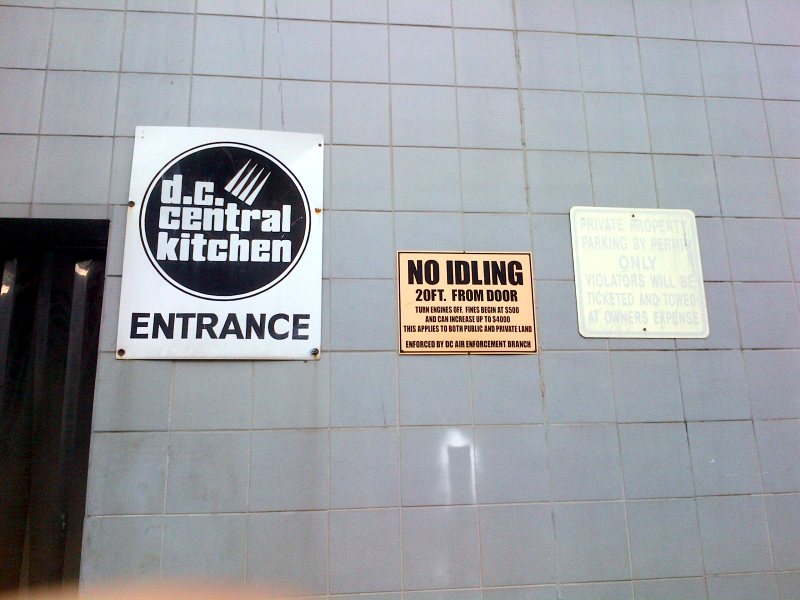 d.c.
central
kitchen
ENTRANCE
NO IDLING
20FT. FROM DOOR
TURN ENGINES OFF. FINES BEGIN AT $500
AND CAN INCREASE UP TO $4000
THIS APPLIES TO BOTH PUBLIC AND PRIVATE LAND
ENFORCED BY DC AIR ENFORCEMENT BRANCH
PRIVATE PROPERTY
PARKING BY PERMIT
ONLY
VIOLATORS WILL BE
TICKETED AND TOWED
AT OWNERS EXPENSE